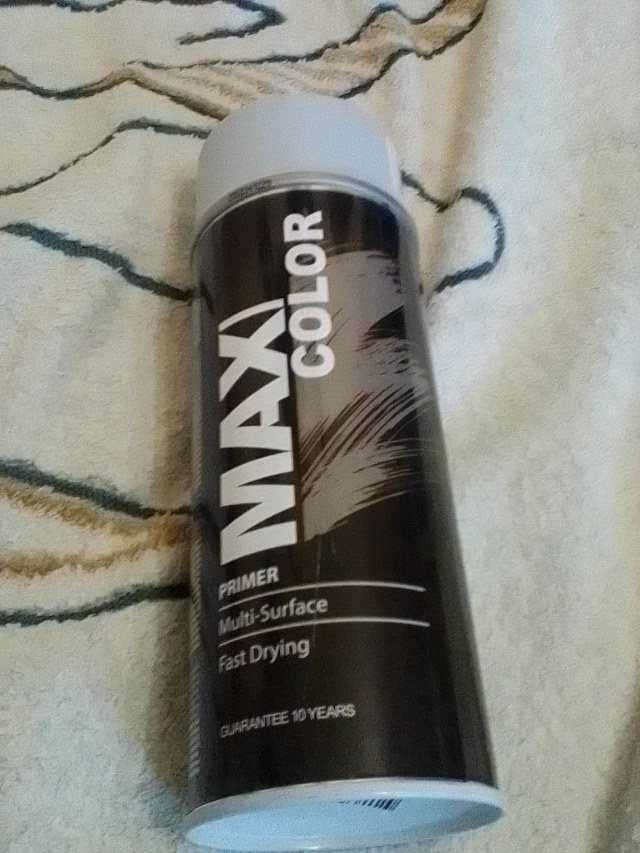 MAXI
COLOR
PRIMER
Multi-Surface
Fast Drying
GUARANTEE 10 YEARS